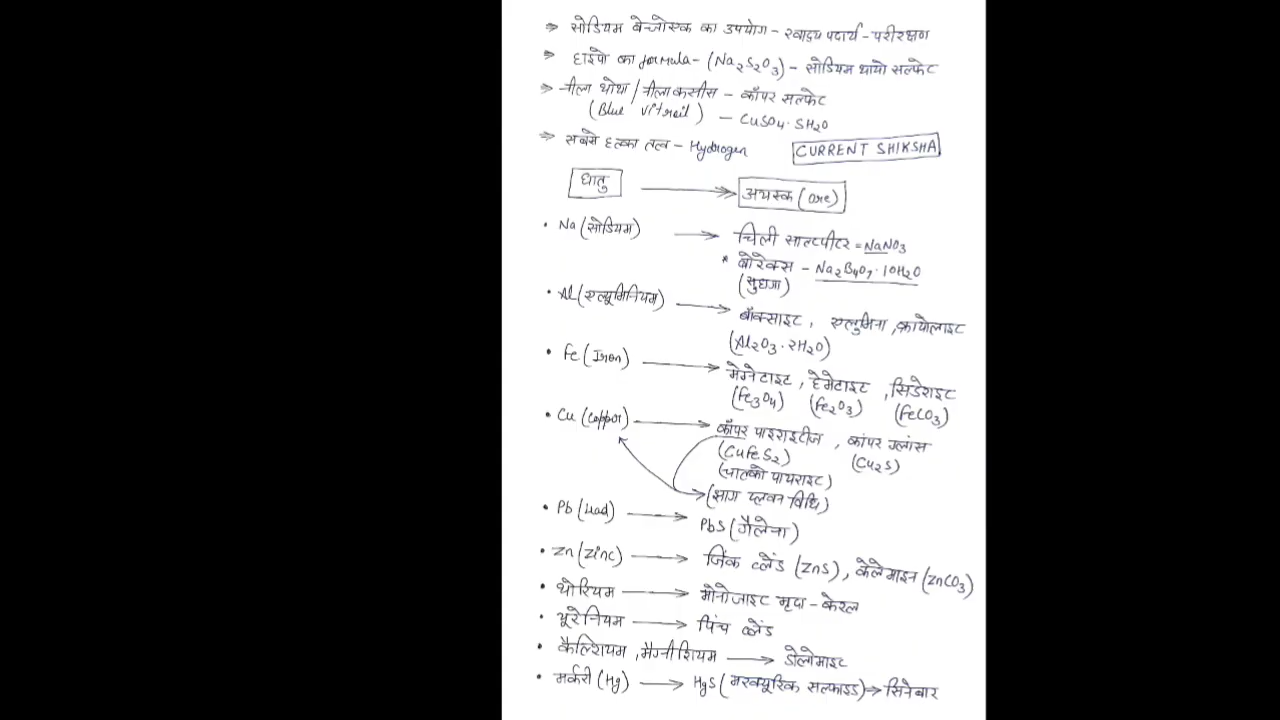 ⇒ सोडियम बेन्जोएक का उपयोग - खाद्य पदार्थ - परीरक्षण
⇒ हाइपो का formula - (Na₂S₂O₃) - सोडियम थायो सल्फेट
⇒ नीला थोथा / नीला कसीस - कॉपर सल्फेट
(Blue vitreil) - CuSO₄·5H₂O
⇒ सबसे हल्का तत्व - Hydrogen
CURRENT SHIKSHA
धातु → अयस्क (ore)
• Na (सोडियम) → चिली साल्टपीटर = NaNO₃
* बोरेक्स - Na₂B₄O₇·10H₂O
(सुहागा)
• Al (एल्यूमिनियम) → बॉक्साइट, एलुमिना, क्रायोलाइट
(Al₂O₃·2H₂O)
• Fe (Iron) → मेग्नेटाइट, हेमेटाइट, सिडेराइट
(Fe₃O₄) (Fe₂O₃) (FeCO₃)
• Cu (Coppor) → कॉपर पाइराइटीज, कांपर ग्लांस
(CuFeS₂) (Cu₂S)
(चाल्को पायराइट)
(झाग प्लवन विधि)
• Pb (Lead) → PbS (गैलेना)
• Zn (Zinc) → जिंक ब्लेंड (ZnS), केलेमाइन (ZnCO₃)
• थोरियम → मोनोजाइट मृदा - केरल
• यूरेनियम → पिंच ब्लेंड
• कैल्शियम, मैग्नीशियम → डोलोमाइट
• मर्करी (Hg) → HgS (मरक्यूरिक सल्फाइड) → सिनेबार